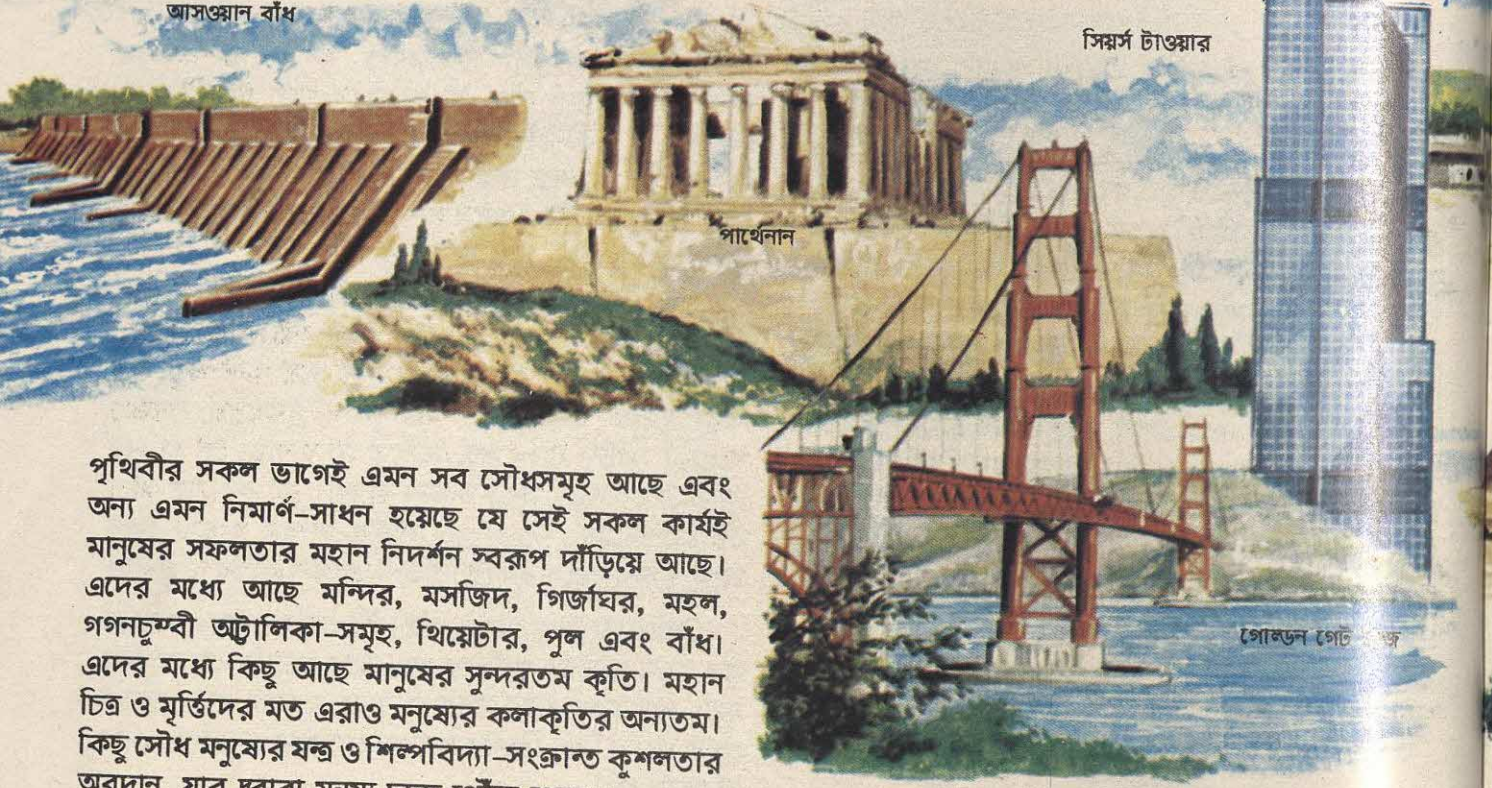 আসওয়ান বাঁধ
সিয়র্স টাওয়ার
পার্থেনান
পৃথিবীর সকল ভাগেই এমন সব সৌধসমূহ আছে এবং
অন্য এমন নিমার্ণ-সাধন হয়েছে যে সেই সকল কার্যই
মানুষের সফলতার মহান নিদর্শন স্বরূপ দাঁড়িয়ে আছে।
এদের মধ্যে আছে মন্দির, মসজিদ, গির্জাঘর, মহল,
গগনচুম্বী অট্টালিকা-সমূহ, থিয়েটার, পুল এবং বাঁধ।
এদের মধ্যে কিছু আছে মানুষের সুন্দরতম কৃতি। মহান
চিত্র ও মূর্ত্তিদের মত এরাও মনুষ্যের কলাকৃতির অন্যতম।
কিছু সৌধ মনুষ্যের যন্ত্র ও শিল্পবিদ্যা-সংক্রান্ত কুশলতার
গোল্ডন গেট